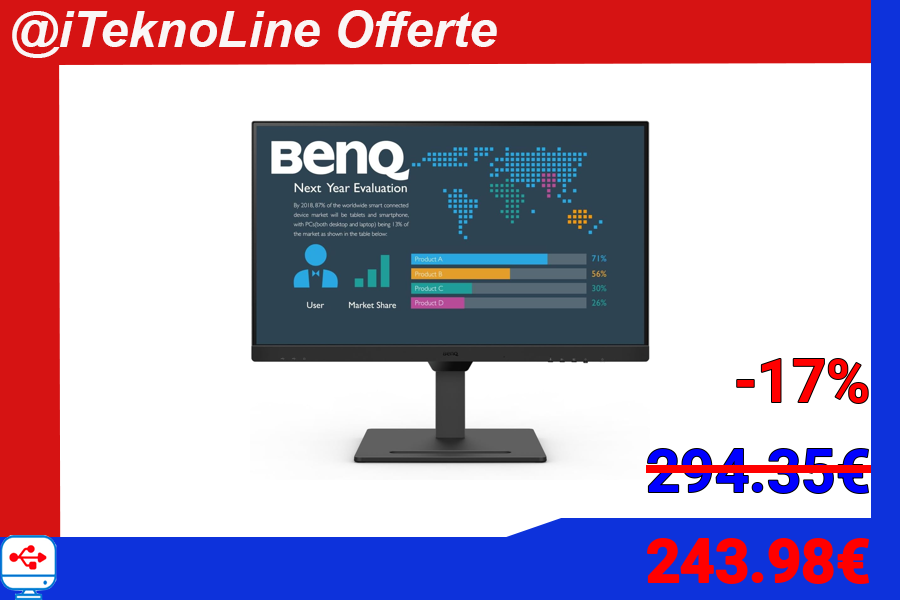 @iTeknoLine Offerte
BenQ
Next Year Evaluation
By 2018, 87% of the worldwide smart connected
device market will be tablets and smartphone,
with PCs(both desktop and laptop) being 13% of
the market as shown in the table below:
User
Market Share
Product A 71%
Product B 56%
Product C 30%
Product D 26%
BenQ
-17%
294.35€
243.98€